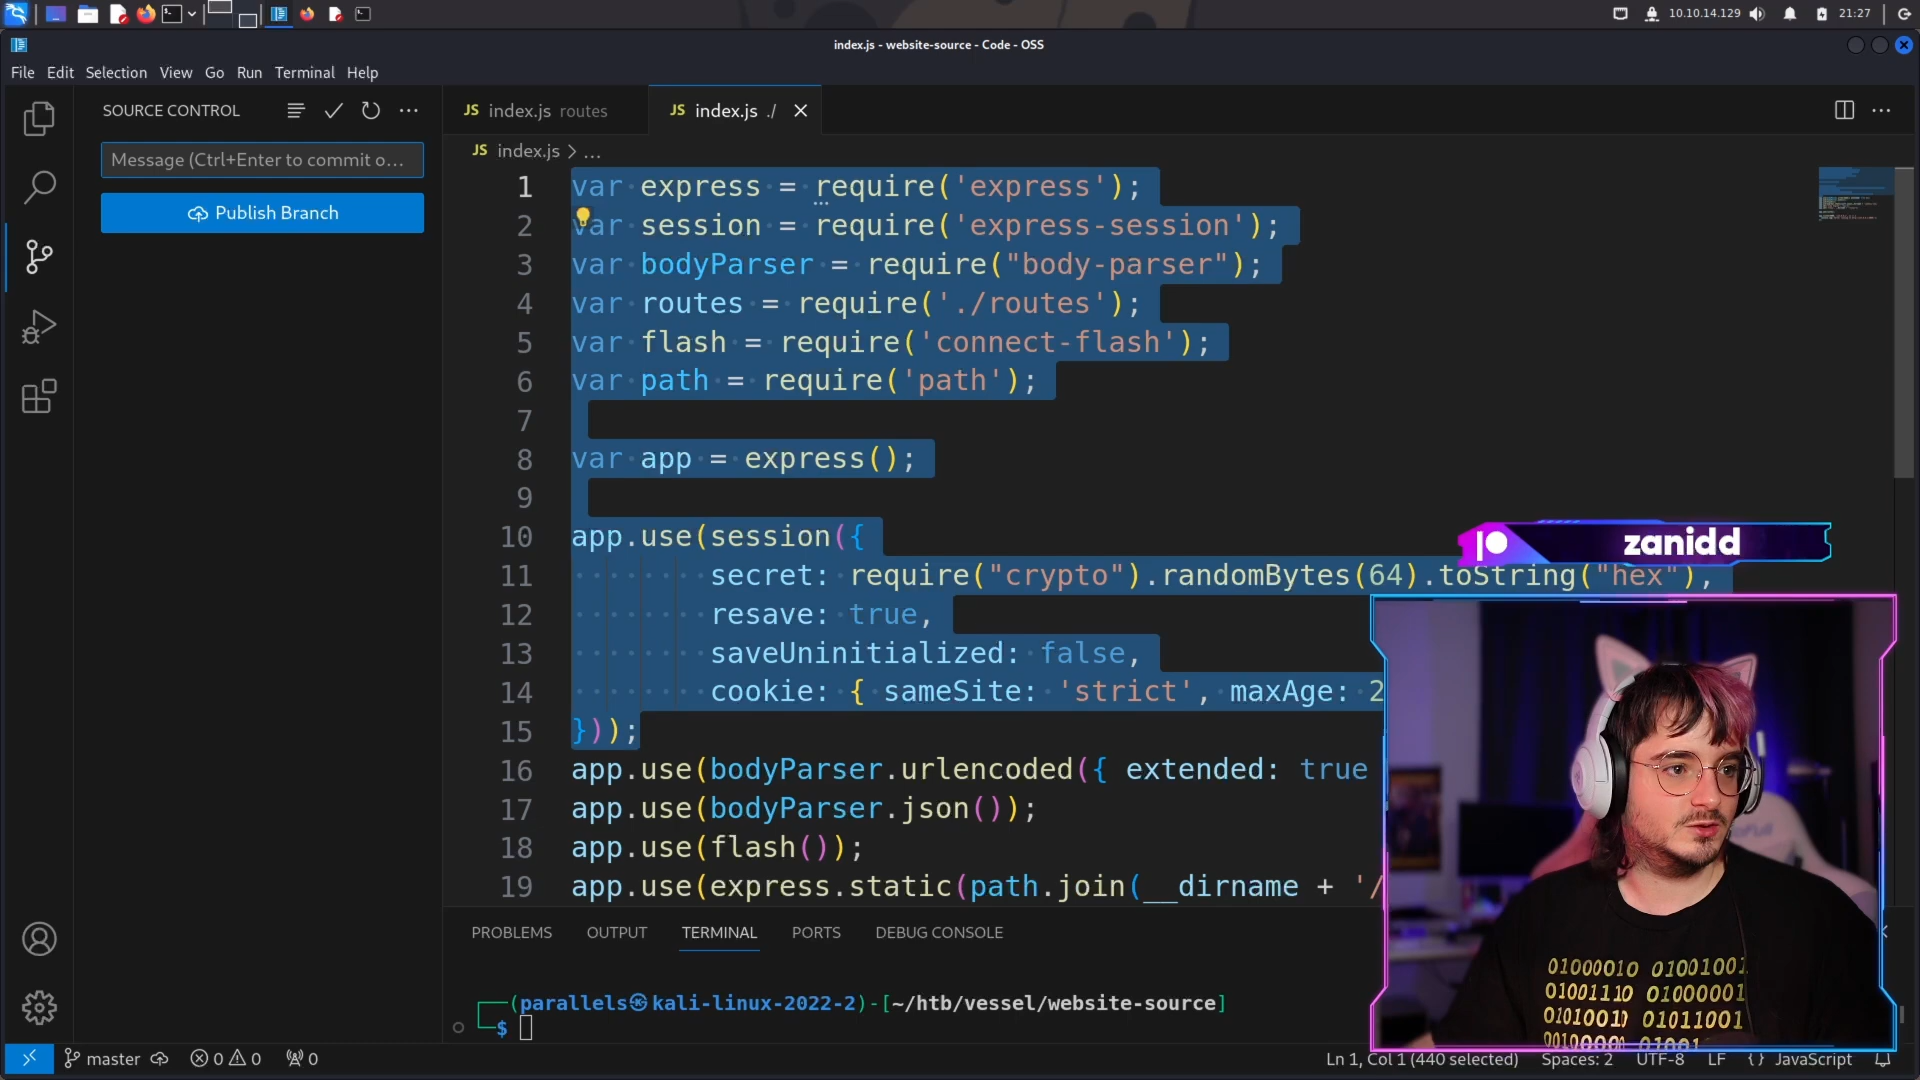 10.10.14.129
21:27
index.js - website-source - Code - OSS
File Edit Selection View Go Run Terminal Help
SOURCE CONTROL
JS index.js routes
JS index.js ./
Message (Ctrl+Enter to commit o...
JS index.js > ...
Publish Branch
1 var express = require('express');
2 var session = require('express-session');
3 var bodyParser = require("body-parser");
4 var routes = require('./routes');
5 var flash = require('connect-flash');
6 var path = require('path');
7
8 var app = express();
9
10 app.use(session({
zanidd
11 secret: require("crypto").randomBytes(64).toString("hex"),
12 resave: true,
13 saveUninitialized: false,
14 cookie: { sameSite: 'strict', maxAge: 2
15 }));
16 app.use(bodyParser.urlencoded({ extended: true
17 app.use(bodyParser.json());
18 app.use(flash());
19 app.use(express.static(path.join(__dirname + '/
PROBLEMS OUTPUT TERMINAL PORTS DEBUG CONSOLE
(parallels㉿kali-linux-2022-2)-[~/htb/vessel/website-source]
$
01000010 01001001
01001110 01000001
01010010 01011001
master
0 0
0
Ln 1, Col 1 (440 selected) Spaces: 2 UTF-8 LF {} JavaScript